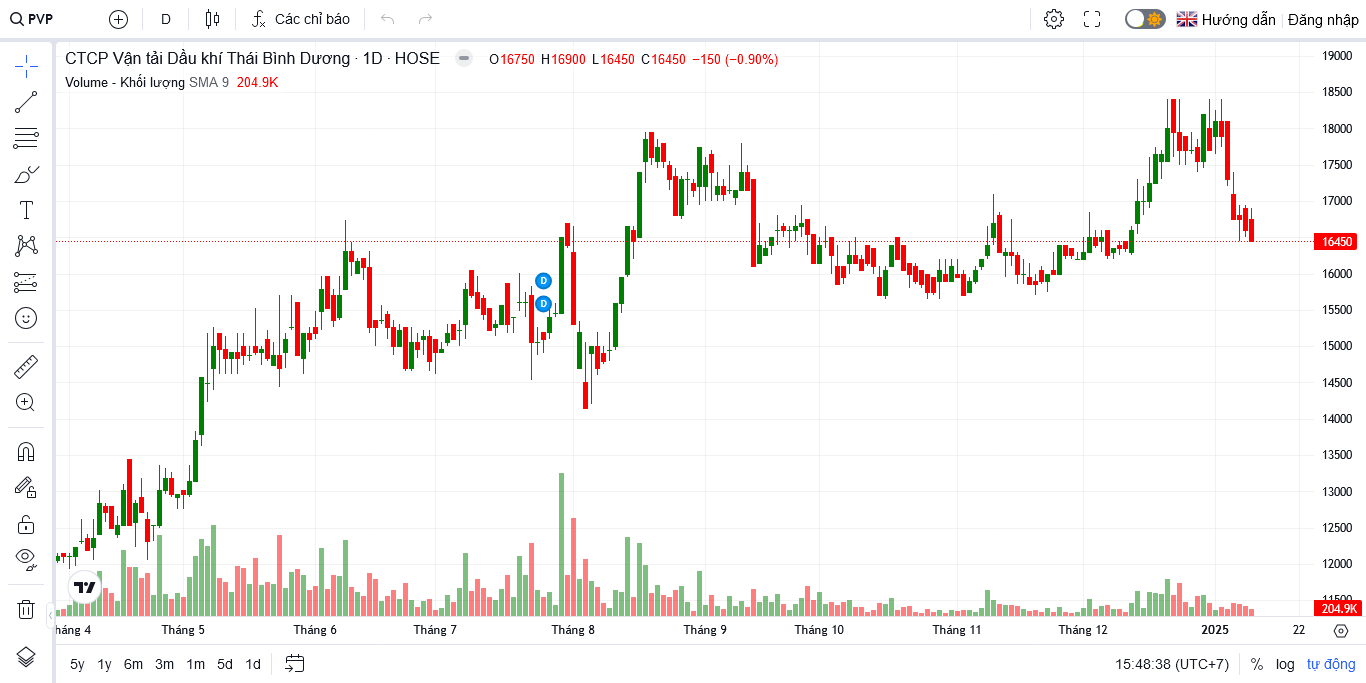 PVP D Các chỉ báo Hướng dẫn Đăng nhập
CTCP Vận tải Dầu khí Thái Bình Dương · 1D · HOSE O16750 H16900 L16450 C16450 −150 (−0.90%)
Volume - Khối lượng SMA 9 204.9K
19000
18500
18000
17500
17000
16450
16000
15500
15000
14500
14000
13500
13000
12500
12000
11500
204.9K
D
D
háng 4 Tháng 5 Tháng 6 Tháng 7 Tháng 8 Tháng 9 Tháng 10 Tháng 11 Tháng 12 2025 22
5y 1y 6m 3m 1m 5d 1d 15:48:38 (UTC+7) % log tự động